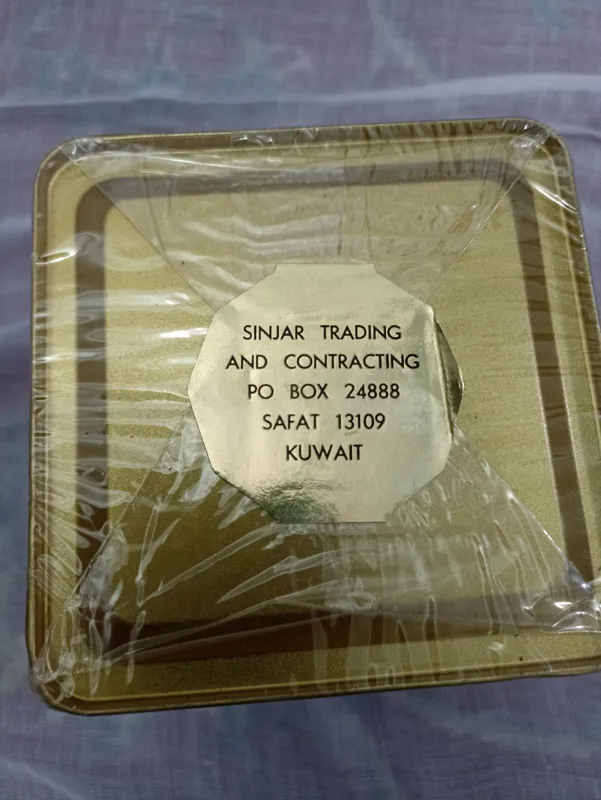 SINJAR TRADING
AND CONTRACTING
PO BOX 24888
SAFAT 13109
KUWAIT